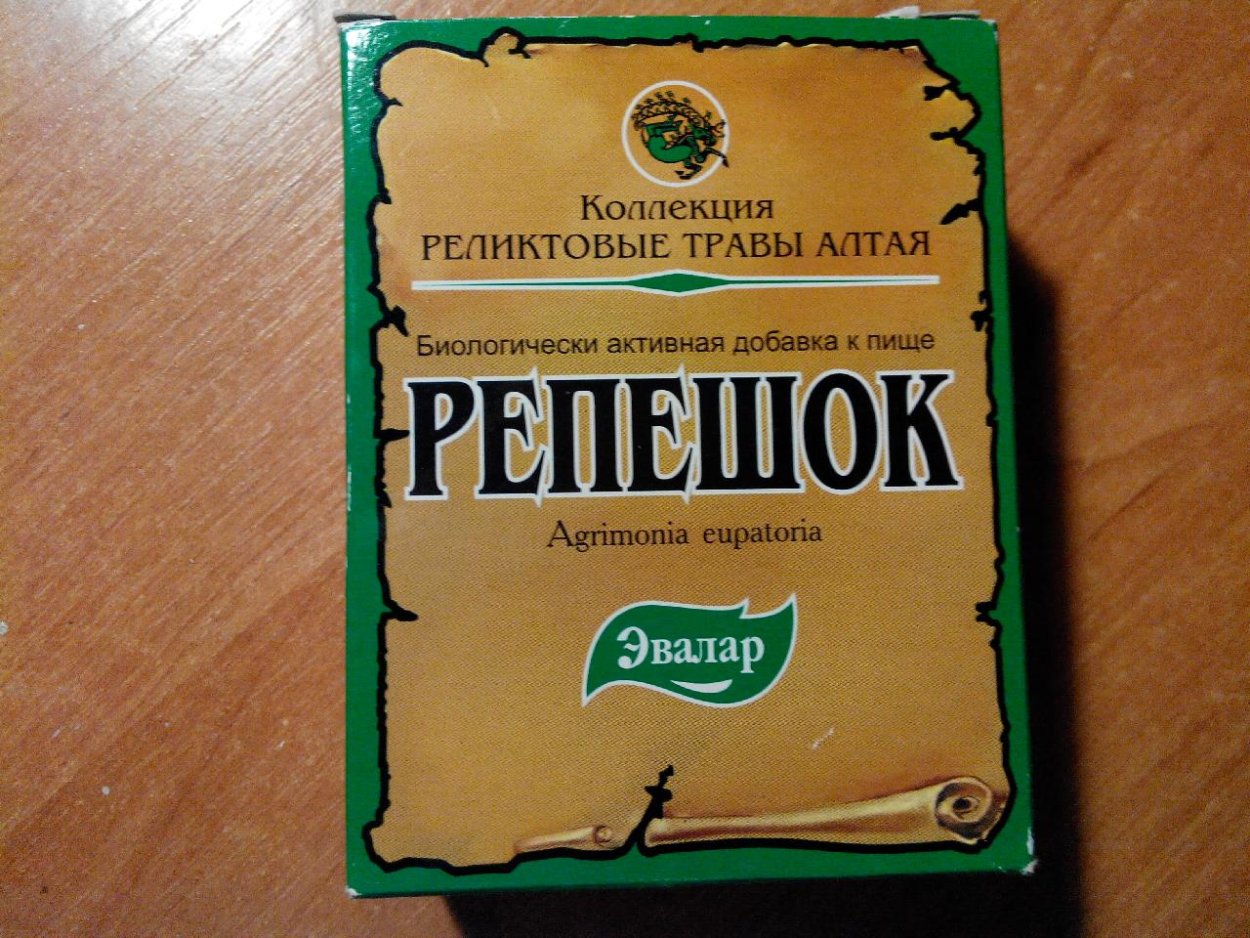 Коллекция
РЕЛИКТОВЫЕ ТРАВЫ АЛТАЯ
Биологически активная добавка к пище
РЕПЕШОК
Agrimonia eupatoria
Эвалар